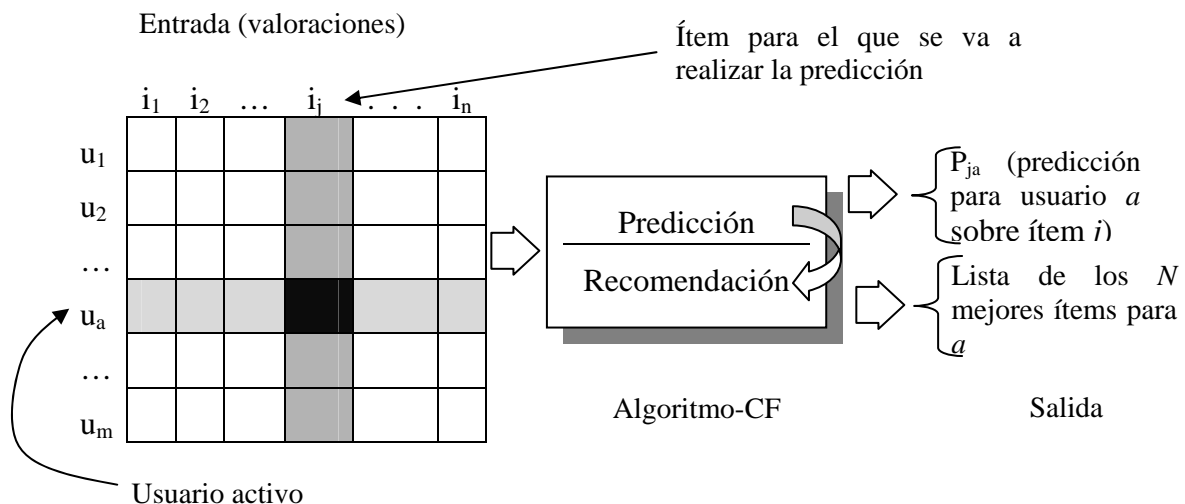 Entrada (valoraciones)
Ítem para el que se va a
realizar la predicción
i₁ i₂ … iⱼ . . . iₙ
u₁
u₂
…
uₐ
…
uₘ
Usuario activo
Predicción
Recomendación
Algoritmo-CF
Pⱼₐ (predicción
para usuario a
sobre ítem j)
Lista de los N
mejores ítems para
a
Salida